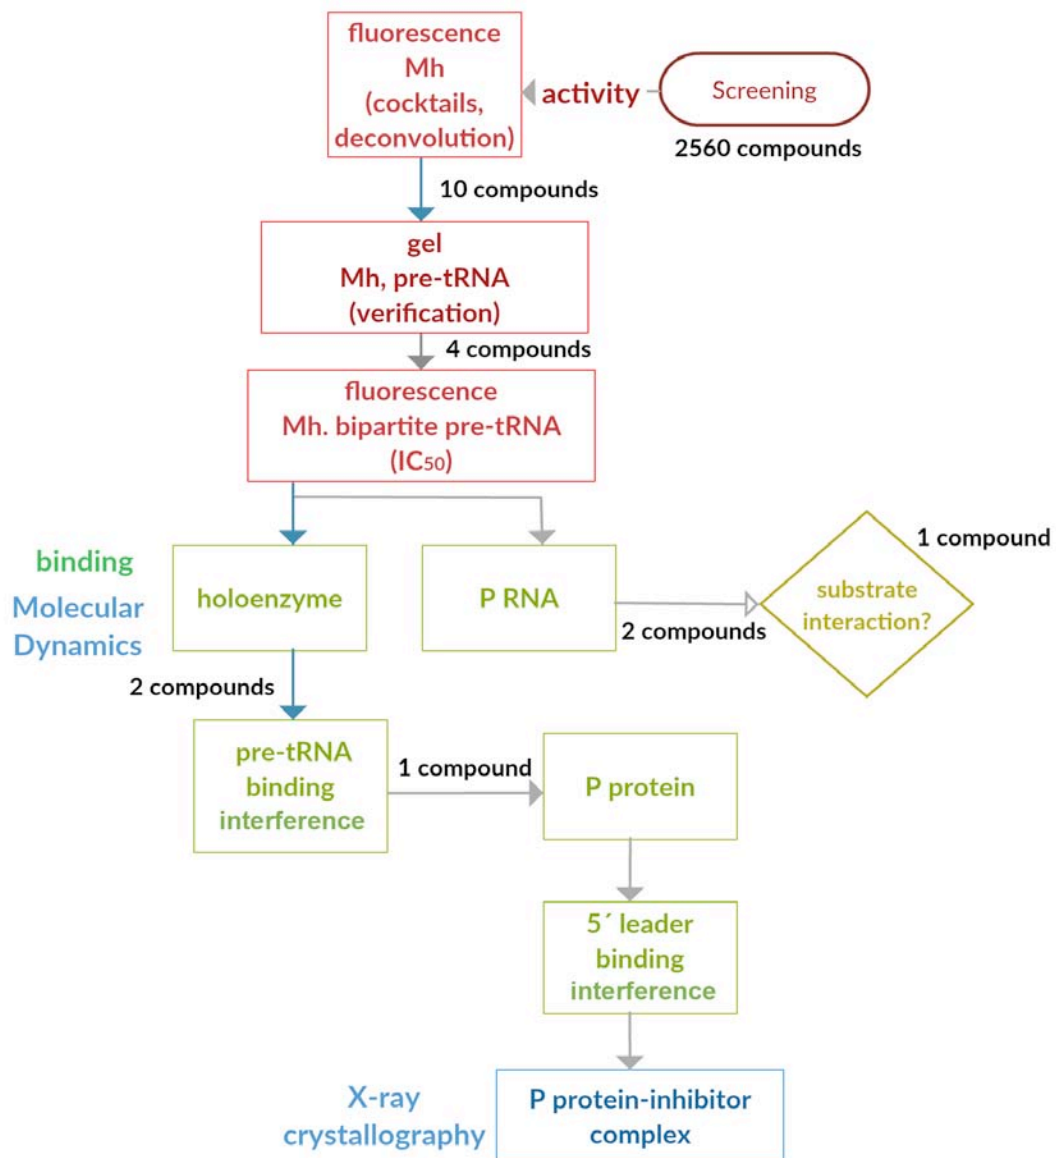 fluorescence
Mh
(cocktails,
deconvolution)
activity
Screening
2560 compounds
10 compounds
gel
Mh, pre-tRNA
(verification)
4 compounds
fluorescence
Mh. bipartite pre-tRNA
(IC50)
binding
Molecular
Dynamics
holoenzyme
P RNA
2 compounds
substrate
interaction?
1 compound
2 compounds
pre-tRNA
binding
interference
1 compound
P protein
5´ leader
binding
interference
X-ray
crystallography
P protein-inhibitor
complex